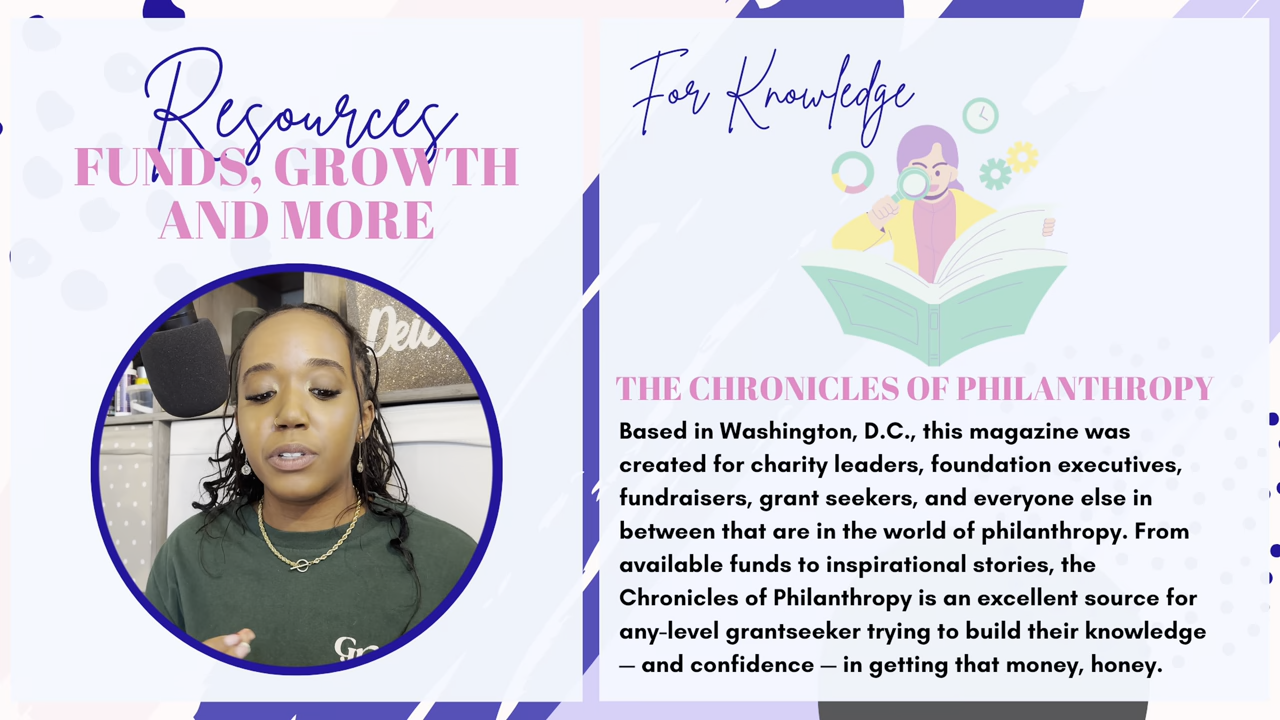 Resources
FUNDS, GROWTH
AND MORE
For Knowledge
THE CHRONICLES OF PHILANTHROPY
Based in Washington, D.C., this magazine was
created for charity leaders, foundation executives,
fundraisers, grant seekers, and everyone else in
between that are in the world of philanthropy. From
available funds to inspirational stories, the
Chronicles of Philanthropy is an excellent source for
any-level grantseeker trying to build their knowledge
— and confidence — in getting that money, honey.